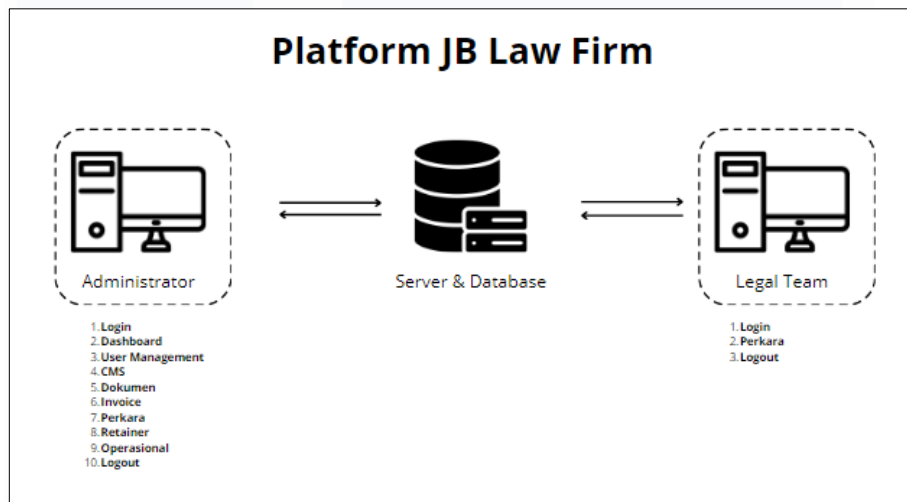 Platform JB Law Firm
Administrator
Server & Database
Legal Team
1. Login
2. Dashboard
3. User Management
4. CMS
5. Dokumen
6. Invoice
7. Perkara
8. Retainer
9. Operasional
10. Logout
1. Login
2. Perkara
3. Logout